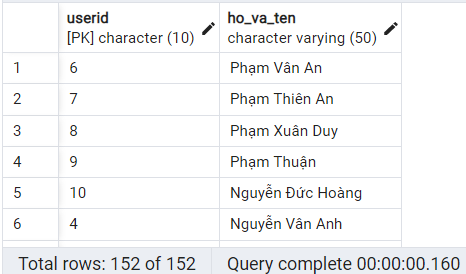 userid ho_va_ten
[PK] character (10) character varying (50)
1 6 Phạm Vân An
2 7 Phạm Thiên An
3 8 Phạm Xuân Duy
4 9 Phạm Thuận
5 10 Nguyễn Đức Hoàng
6 4 Nguyễn Vân Anh
Total rows: 152 of 152 Query complete 00:00:00.160